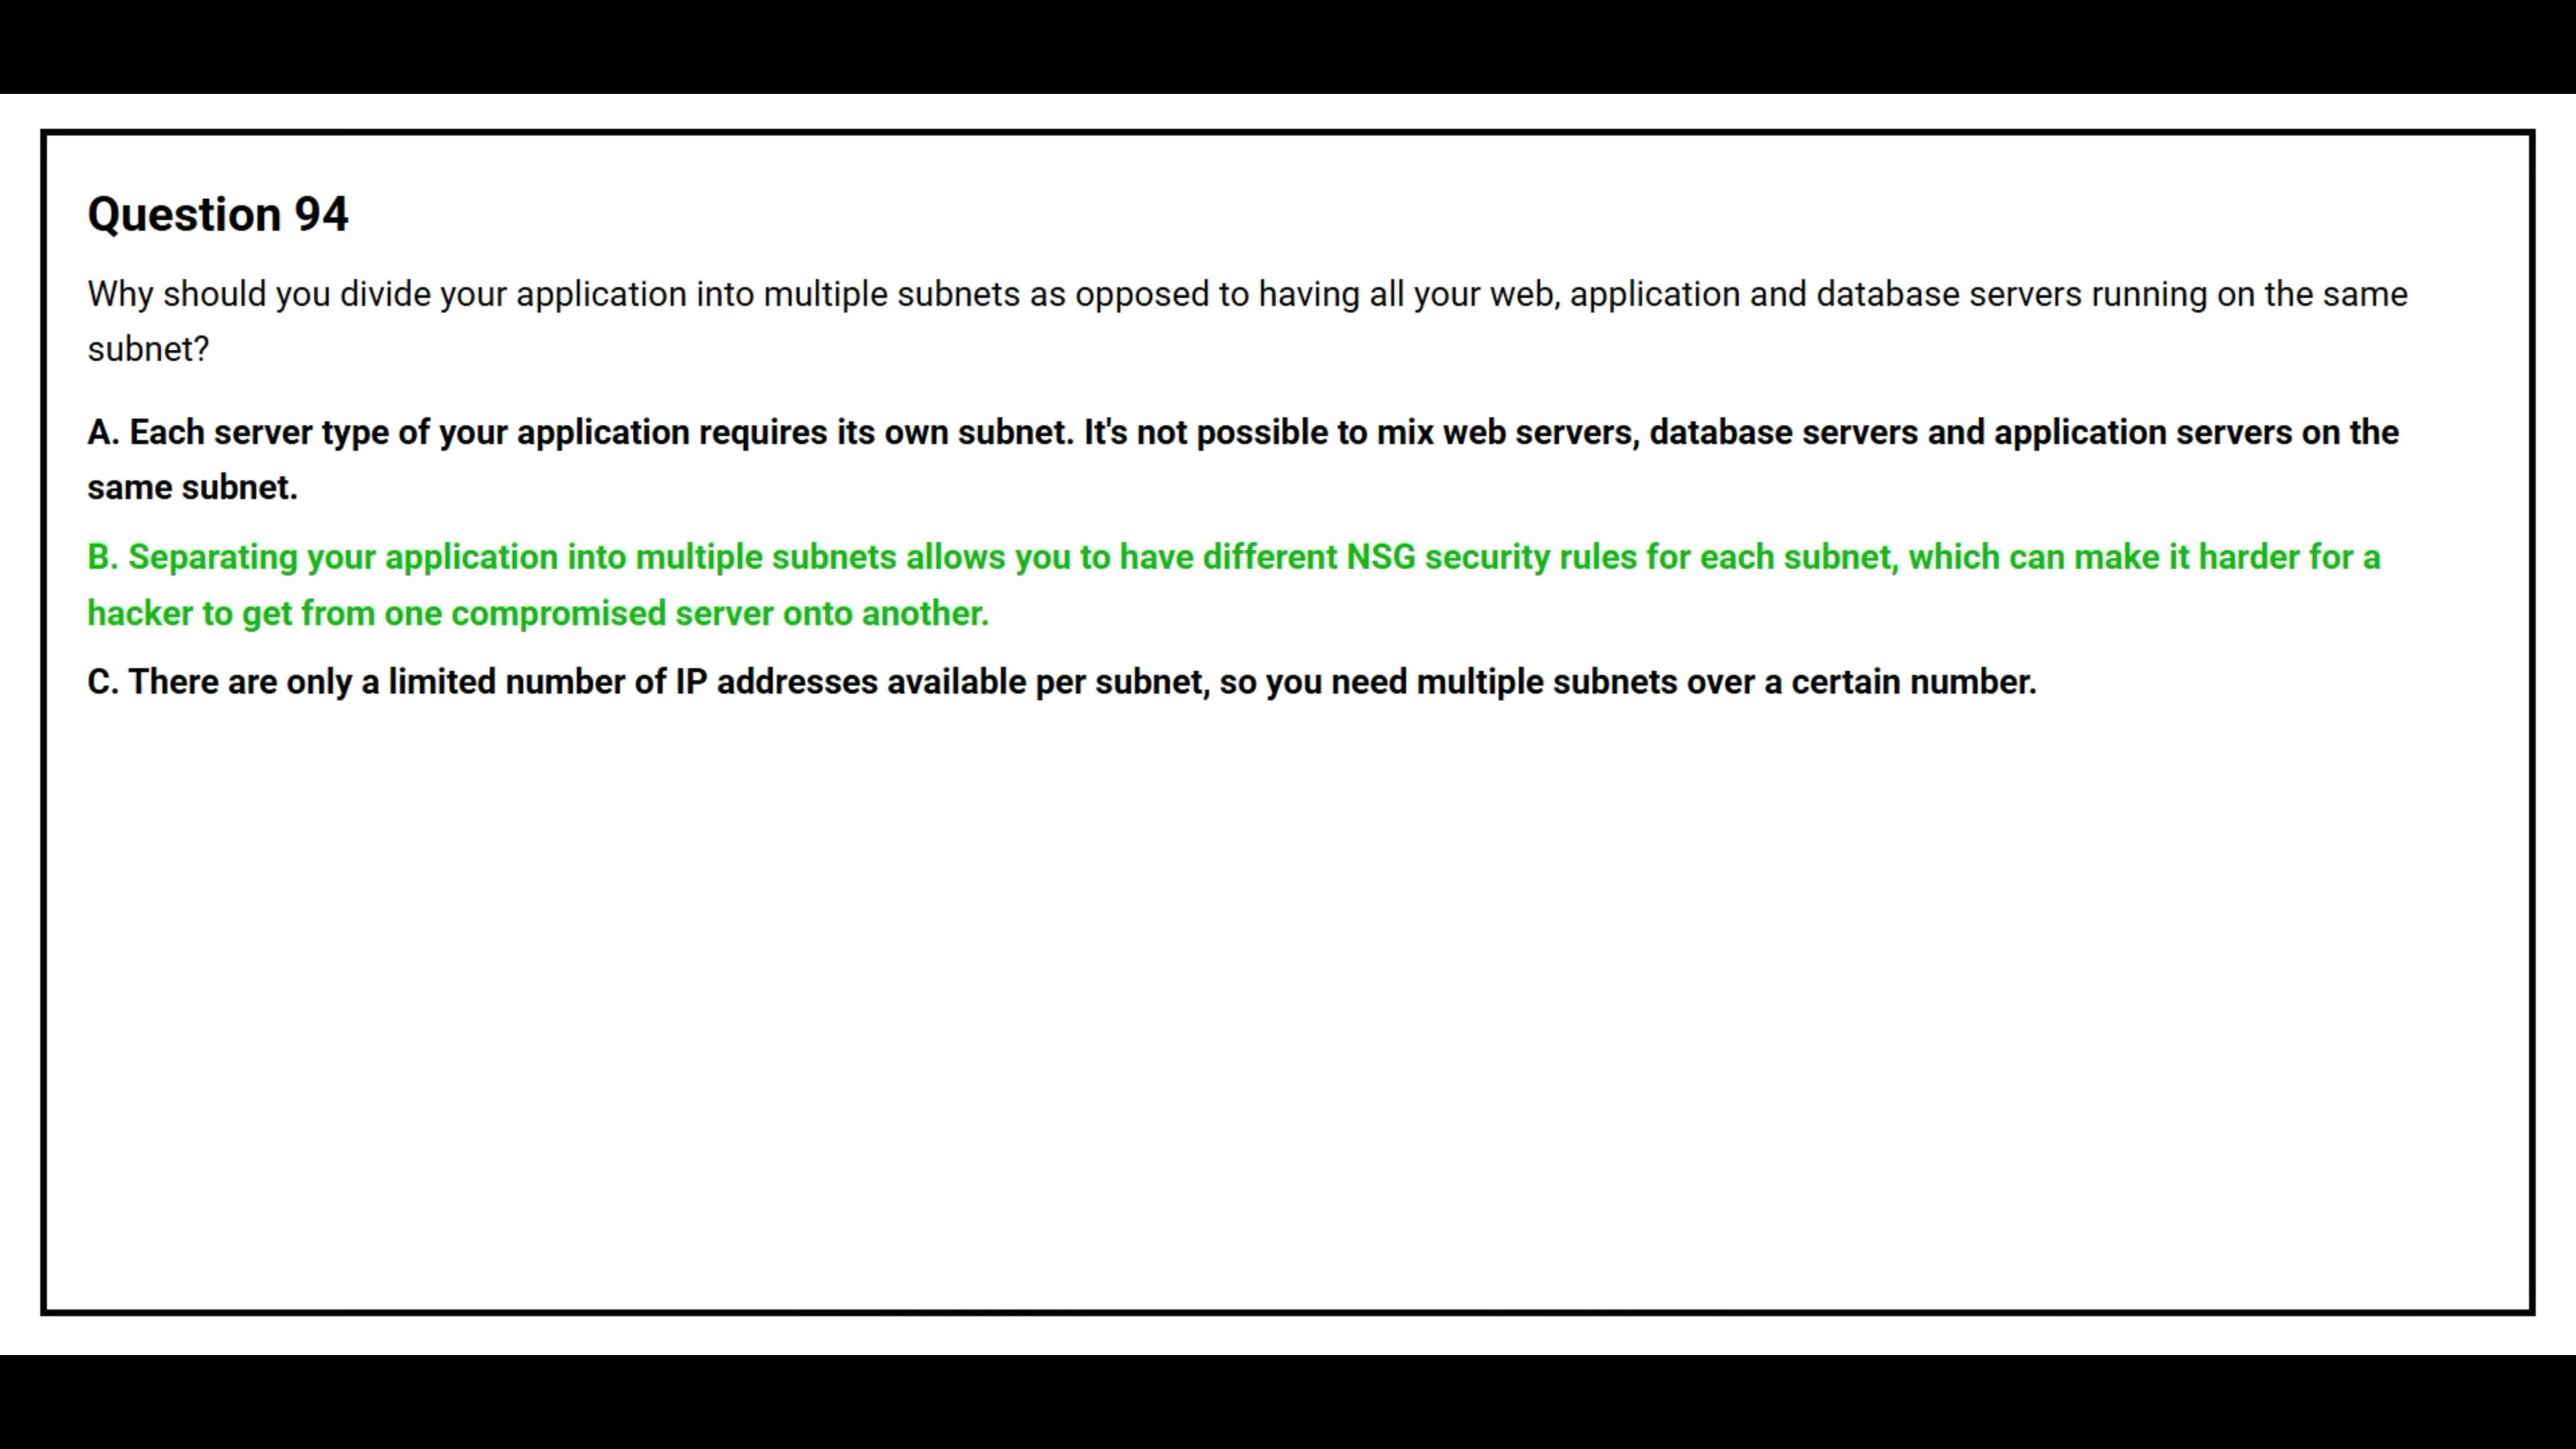 Question 94
Why should you divide your application into multiple subnets as opposed to having all your web, application and database servers running on the same
subnet?
A. Each server type of your application requires its own subnet. It's not possible to mix web servers, database servers and application servers on the
same subnet.
B. Separating your application into multiple subnets allows you to have different NSG security rules for each subnet, which can make it harder for a
hacker to get from one compromised server onto another.
C. There are only a limited number of IP addresses available per subnet, so you need multiple subnets over a certain number.